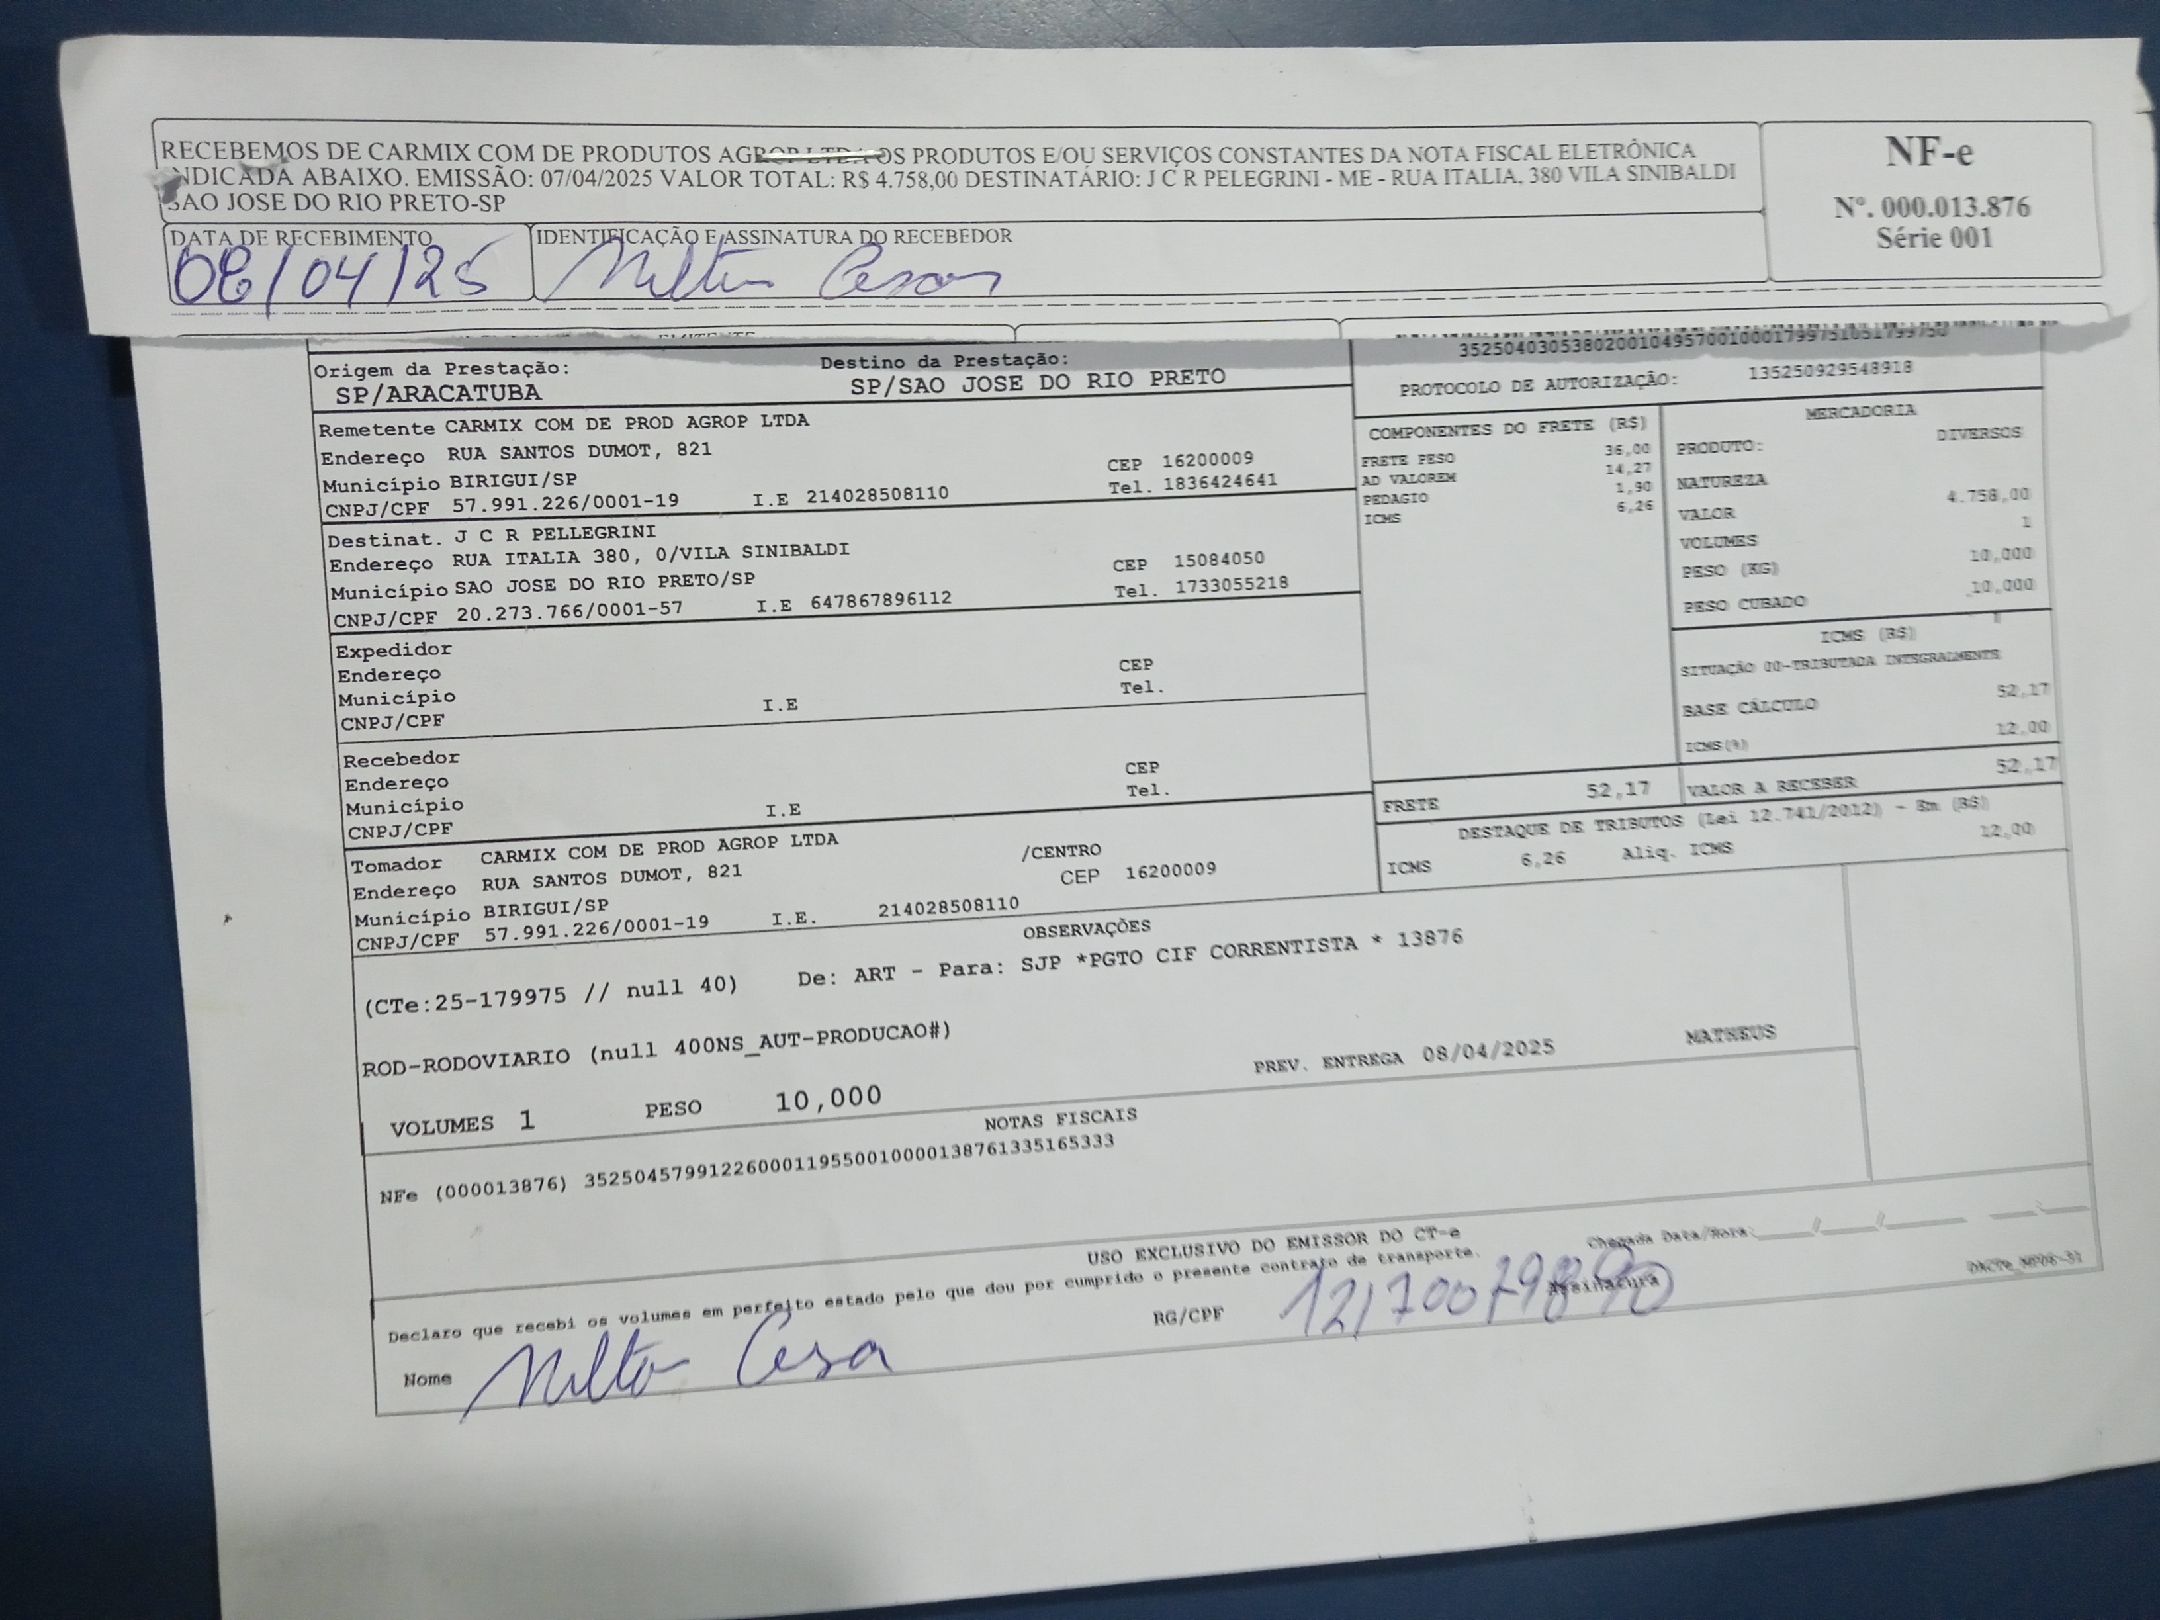 RECEBEMOS DE CARMIX COM DE PRODUTOS AGROP LTDA OS PRODUTOS E/OU SERVIÇOS CONSTANTES DA NOTA FISCAL ELETRÔNICA
INDICADA ABAIXO. EMISSÃO: 07/04/2025 VALOR TOTAL: R$ 4.758,00 DESTINATÁRIO: J C R PELEGRINI - ME - RUA ITALIA, 380 VILA SINIBALDI
SAO JOSE DO RIO PRETO-SP
NF-e
Nº. 000.013.876
Série 001
DATA DE RECEBIMENTO
08/04/25
IDENTIFICAÇÃO E ASSINATURA DO RECEBEDOR
Milton Cesar
Origem da Prestação:
SP/ARACATUBA
Destino da Prestação:
SP/SAO JOSE DO RIO PRETO
PROTOCOLO DE AUTORIZAÇÃO: 135250929548918
Remetente CARMIX COM DE PROD AGROP LTDA
Endereço RUA SANTOS DUMOT, 821
Município BIRIGUI/SP CEP 16200009
CNPJ/CPF 57.991.226/0001-19 I.E 214028508110 Tel. 1836424641
Destinat. J C R PELLEGRINI
Endereço RUA ITALIA 380, 0/VILA SINIBALDI
Município SAO JOSE DO RIO PRETO/SP CEP 15084050
CNPJ/CPF 20.273.766/0001-57 I.E 647867896112 Tel. 1733055218
Expedidor
Endereço
Município CEP
CNPJ/CPF I.E Tel.
Recebedor
Endereço
Município CEP
CNPJ/CPF I.E Tel.
Tomador CARMIX COM DE PROD AGROP LTDA
Endereço RUA SANTOS DUMOT, 821 /CENTRO
Município BIRIGUI/SP CEP 16200009
CNPJ/CPF 57.991.226/0001-19 I.E. 214028508110
COMPONENTES DO FRETE (R$)
FRETE PESO 36,00
AD VALOREM 14,27
PEDAGIO 1,90
ICMS 6,26
FRETE 52,17
MERCADORIA
PRODUTO: DIVERSOS
NATUREZA
VALOR 4.758,00
VOLUMES 1
PESO (KG) 10,000
PESO CUBADO 10,000
ICMS (R$)
SITUAÇÃO 00-TRIBUTADA INTEGRALMENTE
BASE CÁLCULO 52,17
ICMS(%) 12,00
VALOR A RECEBER 52,17
DESTAQUE DE TRIBUTOS (Lei 12.741/2012) - Em (R$)
ICMS 6,26 Aliq. ICMS 12,00
OBSERVAÇÕES
(CTe:25-179975 // null 40) De: ART - Para: SJP *PGTO CIF CORRENTISTA * 13876
ROD-RODOVIARIO (null 400NS_AUT-PRODUCAO#)
VOLUMES 1 PESO 10,000 PREV. ENTREGA 08/04/2025 MATHEUS
NOTAS FISCAIS
NFe (000013876) 35250457991226000119550010000138761335165333
USO EXCLUSIVO DO EMISSOR DO CT-e
Declaro que recebi os volumes em perfeito estado pelo que dou por cumprido o presente contrato de transporte.
Chegada Data/Hora: / /
Nome Milton Cesar
RG/CPF
Assinatura
DACTe_MP06-31